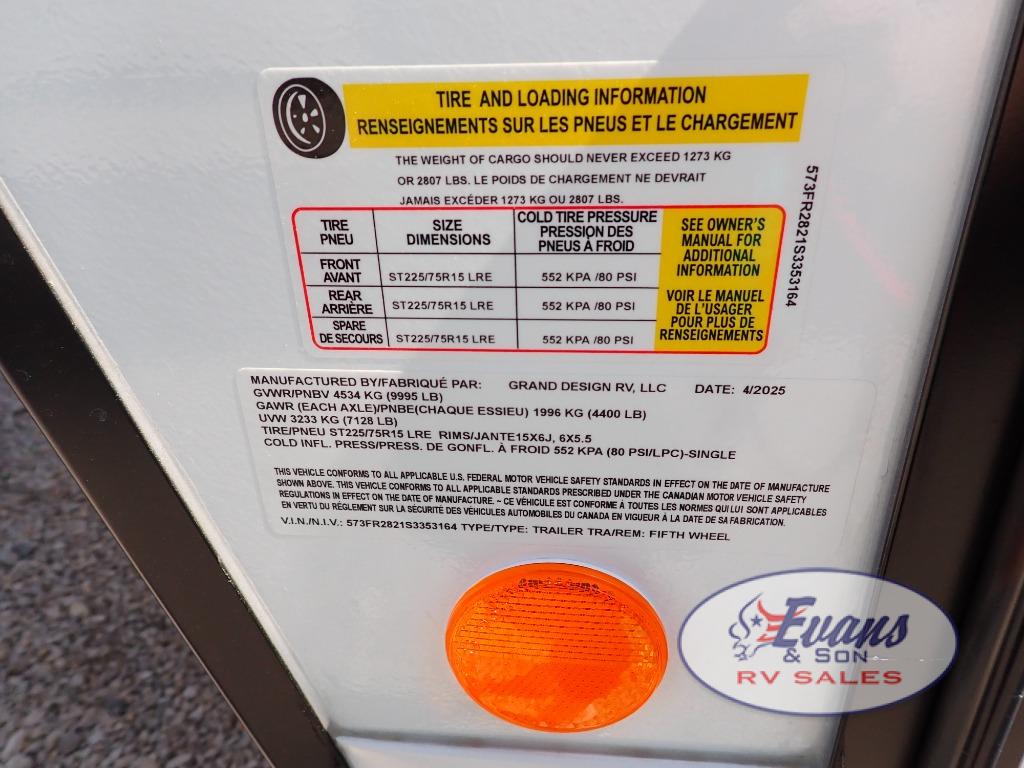 TIRE AND LOADING INFORMATION
RENSEIGNEMENTS SUR LES PNEUS ET LE CHARGEMENT
THE WEIGHT OF CARGO SHOULD NEVER EXCEED 1273 KG
OR 2807 LBS. LE POIDS DE CHARGEMENT NE DEVRAIT
JAMAIS EXCÉDER 1273 KG OU 2807 LBS.
TIRE
PNEU
SIZE
DIMENSIONS
COLD TIRE PRESSURE
PRESSION DES
PNEUS À FROID
FRONT
AVANT
ST225/75R15 LRE
552 KPA /80 PSI
REAR
ARRIÈRE
ST225/75R15 LRE
552 KPA /80 PSI
SPARE
DE SECOURS
ST225/75R15 LRE
552 KPA /80 PSI
SEE OWNER'S
MANUAL FOR
ADDITIONAL
INFORMATION
VOIR LE MANUEL
DE L'USAGER
POUR PLUS DE
RENSEIGNEMENTS
573FR2821S3353164
MANUFACTURED BY/FABRIQUÉ PAR: GRAND DESIGN RV, LLC DATE: 4/2025
GVWR/PNBV 4534 KG (9995 LB)
GAWR (EACH AXLE)/PNBE(CHAQUE ESSIEU) 1996 KG (4400 LB)
UVW 3233 KG (7128 LB)
TIRE/PNEU ST225/75R15 LRE RIMS/JANTE15X6J, 6X5.5
COLD INFL. PRESS/PRESS. DE GONFL. À FROID 552 KPA (80 PSI/LPC)-SINGLE
THIS VEHICLE CONFORMS TO ALL APPLICABLE U.S. FEDERAL MOTOR VEHICLE SAFETY STANDARDS IN EFFECT ON THE DATE OF MANUFACTURE
SHOWN ABOVE. THIS VEHICLE CONFORMS TO ALL APPLICABLE STANDARDS PRESCRIBED UNDER THE CANADIAN MOTOR VEHICLE SAFETY
REGULATIONS IN EFFECT ON THE DATE OF MANUFACTURE. ~ CE VÉHICULE EST CONFORME À TOUTES LES NORMES QUI LUI SONT APPLICABLES
EN VERTU DU RÉGLEMENT SUR LA SÉCURITÉ DES VÉHICULES AUTOMOBILES DU CANADA EN VIGUEUR À LA DATE DE SA FABRICATION.
V.I.N./N.I.V.: 573FR2821S3353164 TYPE/TYPE: TRAILER TRA/REM: FIFTH WHEEL
Evans
& SON
RV SALES